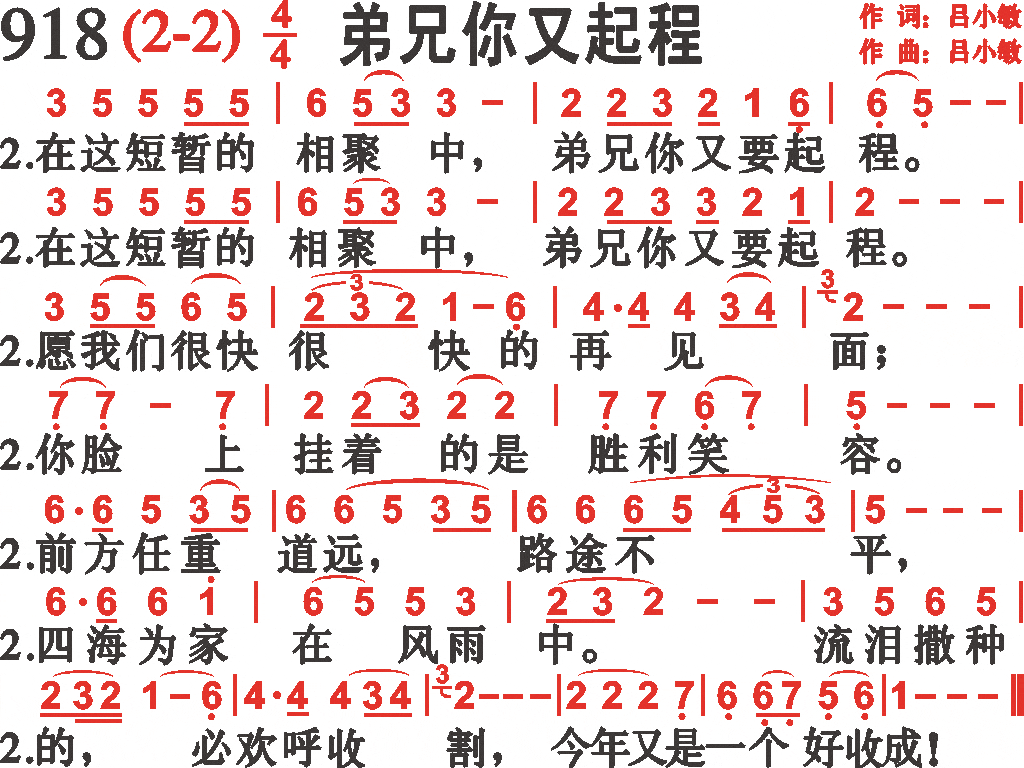 918 (2-2) 4/4 弟兄你又起程 作 词：吕小敏
作 曲：吕小敏
3 5 5 5 5 | 6 5 3 3 － | 2 2 3 2 1 6 | 6 5 － － |
2.在这短暂的 相聚 中， 弟兄你又要起 程。
3 5 5 5 5 | 6 5 3 3 － | 2 2 3 3 2 1 | 2 － － － |
2.在这短暂的 相聚 中， 弟兄你又要起 程。
3 5 5 6 5 | 2 3 2 1 － 6 | 4 · 4 4 3 4 | 3 2 － － － |
2.愿我们很快 很 快 的 再 见 面；
7 7 － 7 | 2 2 3 2 2 | 7 7 6 7 | 5 － － － |
2.你脸 上 挂着 的是 胜利笑 容。
6 · 6 5 3 5 | 6 6 5 3 5 | 6 6 6 5 4 5 3 | 5 － － － |
2.前方任重 道远， 路途不 平，
6 · 6 6 1 | 6 5 5 3 | 2 3 2 － － | 3 5 6 5 |
2.四海为家 在 风雨 中。 流泪撒种
2 3 2 1 － 6 | 4 · 4 4 3 4 | 3 2 － － － | 2 2 2 7 | 6 6 7 5 6 | 1 － － － ‖
2.的， 必欢呼收 割， 今年又是一个 好收成！